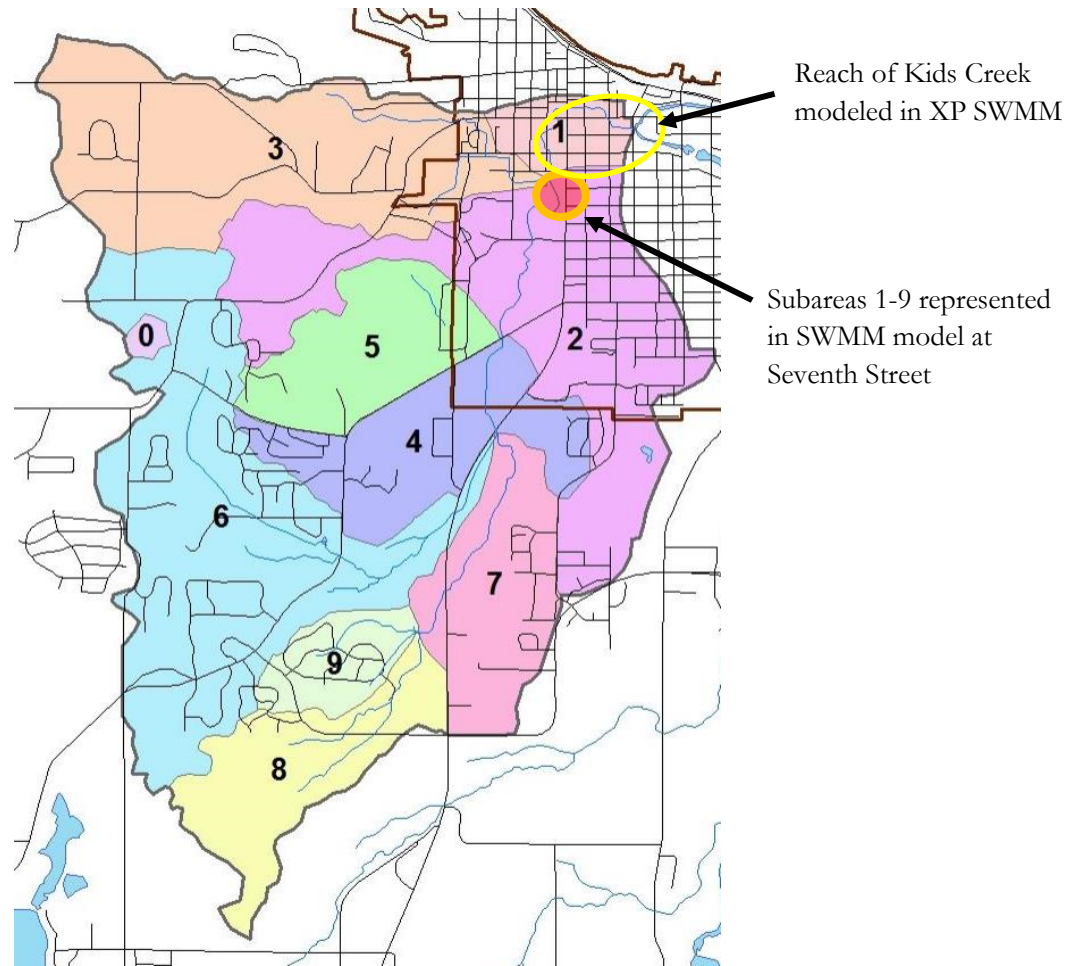 Reach of Kids Creek
modeled in XP SWMM
1
3
Subareas 1-9 represented
in SWMM model at
Seventh Street
0
5
2
4
6
7
9
8